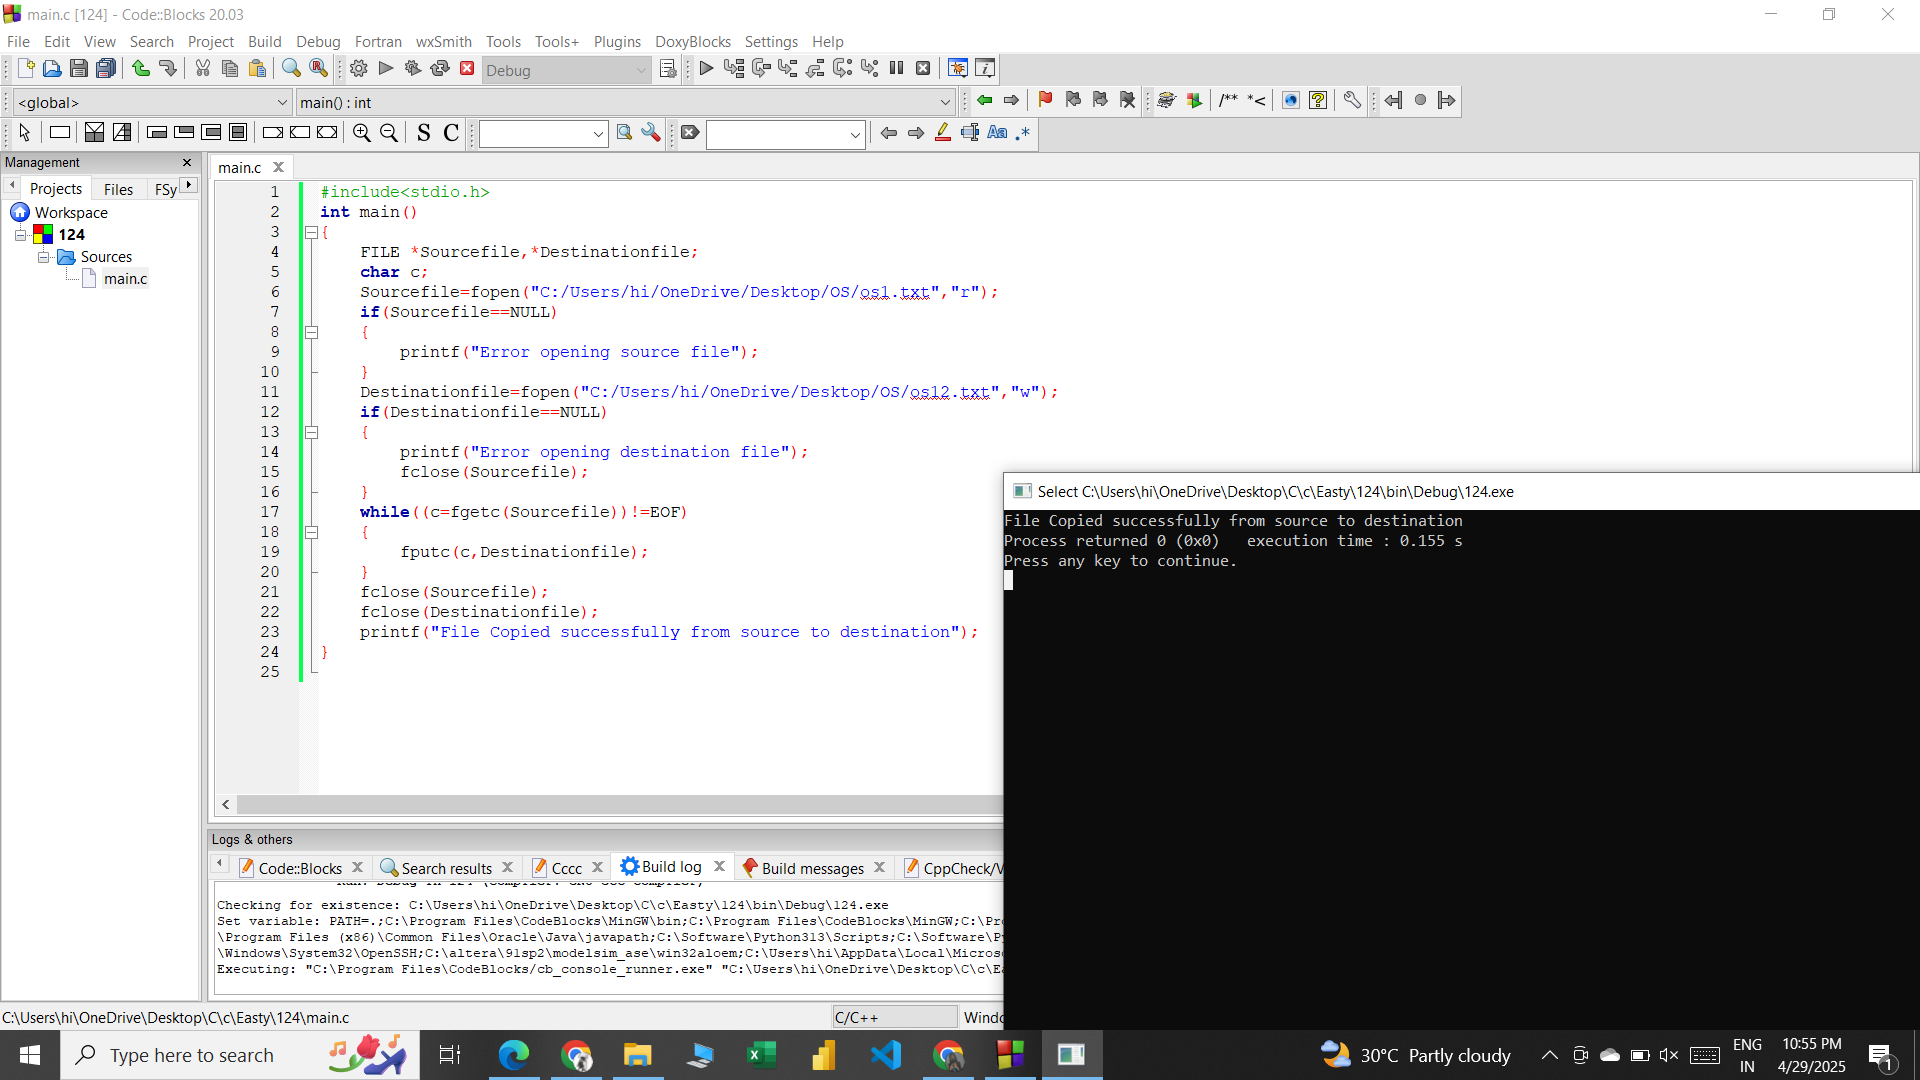 main.c [124] - Code::Blocks 20.03
File Edit View Search Project Build Debug Fortran wxSmith Tools Tools+ Plugins DoxyBlocks Settings Help
Debug
<global> main() : int
/** *<
S C Aa .*
Management
Projects Files FSy
Workspace
124
Sources
main.c
main.c
1 #include<stdio.h>
2 int main()
3 {
4 FILE *Sourcefile,*Destinationfile;
5 char c;
6 Sourcefile=fopen("C:/Users/hi/OneDrive/Desktop/OS/os1.txt","r");
7 if(Sourcefile==NULL)
8 {
9 printf("Error opening source file");
10 }
11 Destinationfile=fopen("C:/Users/hi/OneDrive/Desktop/OS/os12.txt","w");
12 if(Destinationfile==NULL)
13 {
14 printf("Error opening destination file");
15 fclose(Sourcefile);
16 }
17 while((c=fgetc(Sourcefile))!=EOF)
18 {
19 fputc(c,Destinationfile);
20 }
21 fclose(Sourcefile);
22 fclose(Destinationfile);
23 printf("File Copied successfully from source to destination");
24 }
25
Select C:\Users\hi\OneDrive\Desktop\C\c\Easty\124\bin\Debug\124.exe
File Copied successfully from source to destination
Process returned 0 (0x0) execution time : 0.155 s
Press any key to continue.
Logs & others
Code::Blocks Search results Cccc Build log Build messages CppCheck/V
Checking for existence: C:\Users\hi\OneDrive\Desktop\C\c\Easty\124\bin\Debug\124.exe
Set variable: PATH=.;C:\Program Files\CodeBlocks\MinGW\bin;C:\Program Files\CodeBlocks\MinGW;C:\Pro
\Program Files (x86)\Common Files\Oracle\Java\javapath;C:\Software\Python313\Scripts;C:\Software\Py
\Windows\System32\OpenSSH;C:\altera\91sp2\modelsim_ase\win32aloem;C:\Users\hi\AppData\Local\Microso
Executing: "C:\Program Files\CodeBlocks/cb_console_runner.exe" "C:\Users\hi\OneDrive\Desktop\C\c\Ea
C:\Users\hi\OneDrive\Desktop\C\c\Easty\124\main.c C/C++ Windo
Type here to search
30°C Partly cloudy
ENG
IN
10:55 PM
4/29/2025
1